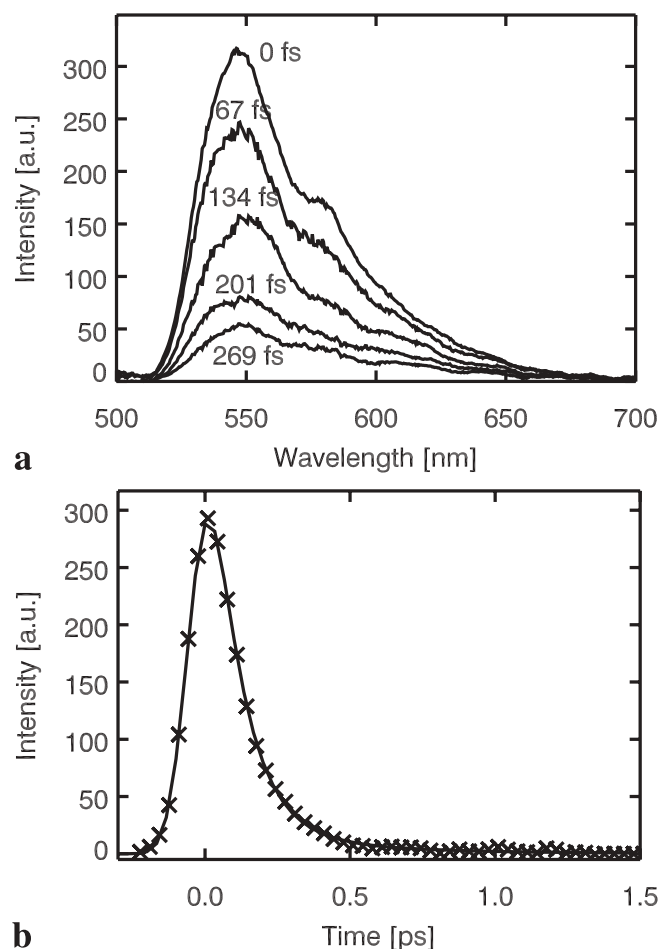 300
250
200
150
100
50
0
Intensity [a.u.]
0 fs
67 fs
134 fs
201 fs
269 fs
500 550 600 650 700
Wavelength [nm]
a
300
250
200
150
100
50
0
Intensity [a.u.]
0.0 0.5 1.0 1.5
Time [ps]
b